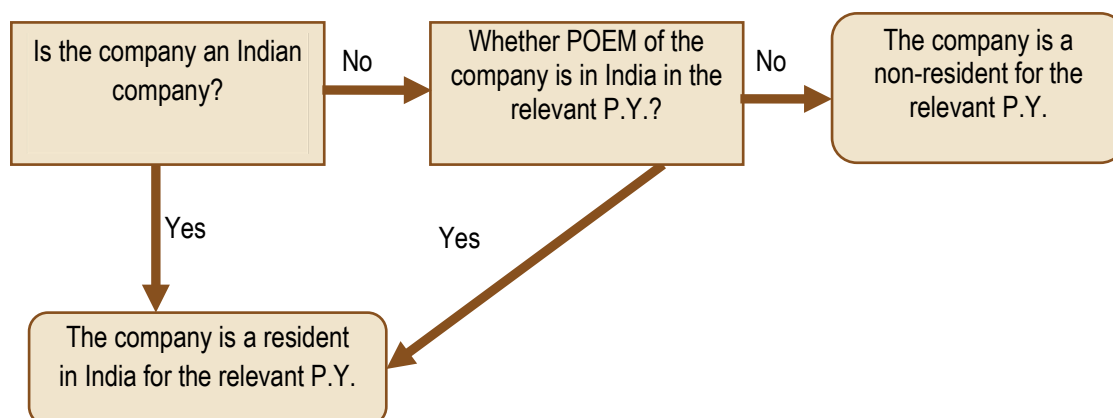 Is the company an Indian
company?
No
Whether POEM of the
company is in India in the
relevant P.Y.?
No
The company is a
non-resident for the
relevant P.Y.
Yes
Yes
The company is a resident
in India for the relevant P.Y.